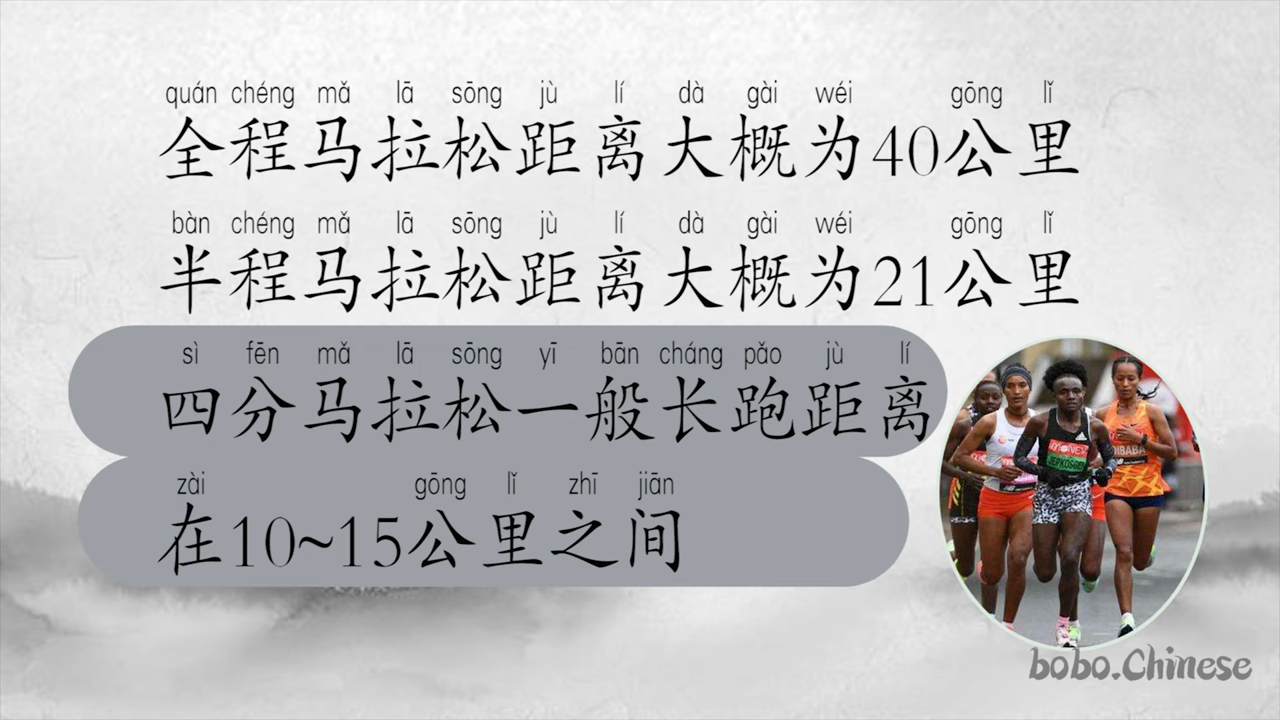 quán chéng mǎ lā sōng jù lí dà gài wéi gōng lǐ
全程马拉松距离大概为40公里
bàn chéng mǎ lā sōng jù lí dà gài wéi gōng lǐ
半程马拉松距离大概为21公里
sì fēn mǎ lā sōng yī bān cháng pǎo jù lí
四分马拉松一般长跑距离
zài gōng lǐ zhī jiān
在10~15公里之间
bobo.Chinese